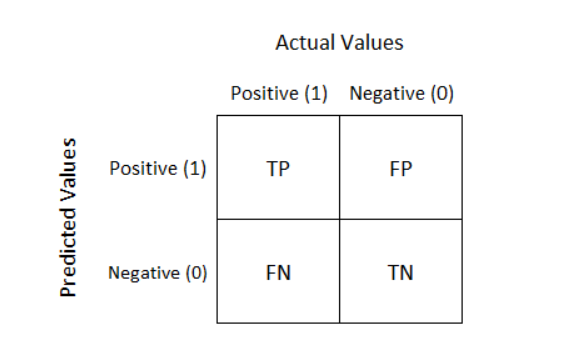 Actual Values
Positive (1) Negative (0)
Predicted Values
Positive (1) TP FP
Negative (0) FN TN